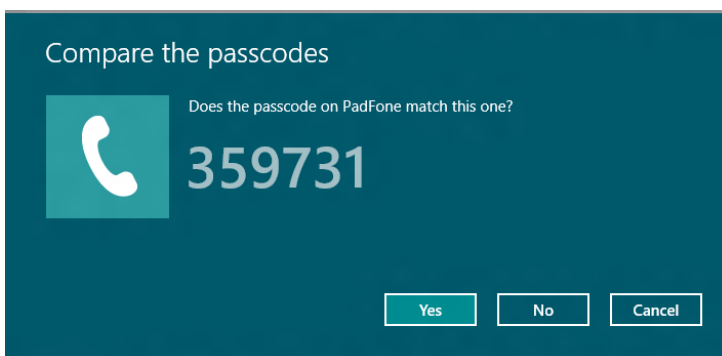 Compare the passcodes
Does the passcode on PadFone match this one?
359731
Yes No Cancel